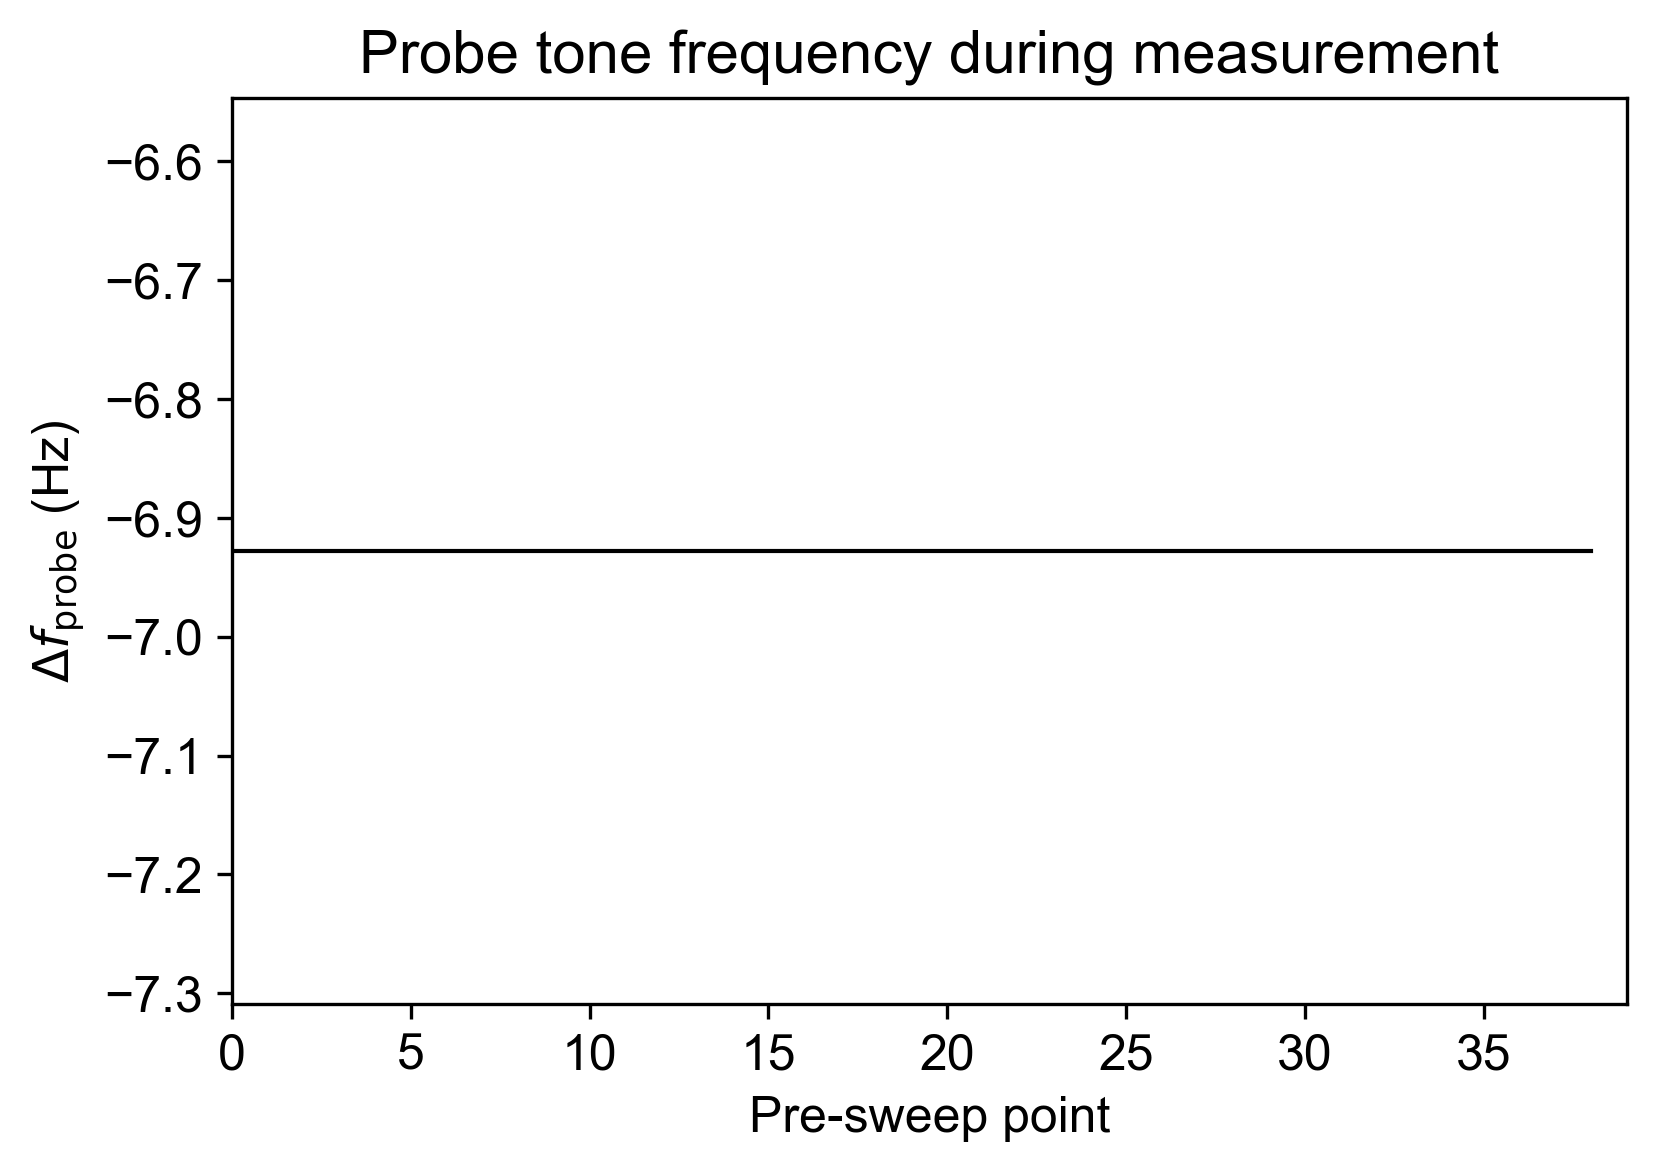 Probe tone frequency during measurement
−6.6
−6.7
−6.8
−6.9
−7.0
−7.1
−7.2
−7.3
Δfprobe (Hz)
0 5 10 15 20 25 30 35
Pre-sweep point